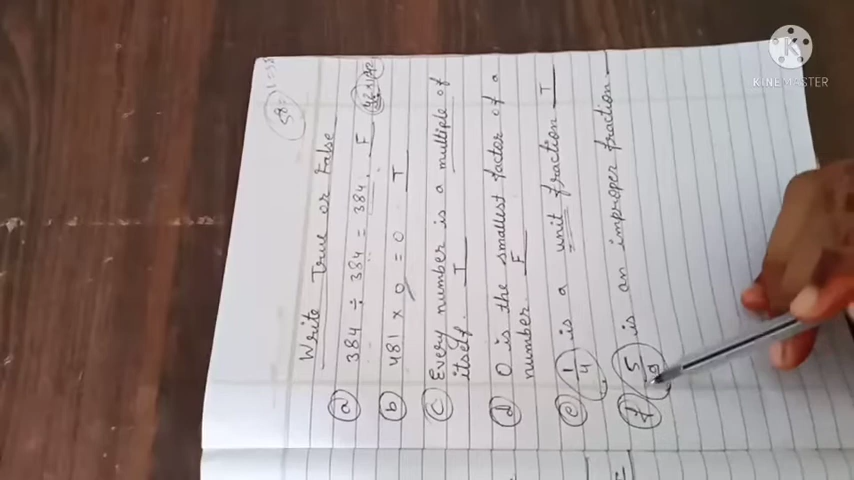 Write True or False
(a) 384 ÷ 384 = 384. F
(b) 481 × 0 = 0 T
(c) Every number is a multiple of
itself. T
(d) 0 is the smallest factor of a
number. F
(e) 1/4 is a unit fraction T
(f) 5/9 is an improper fraction.
K
KINEMASTER